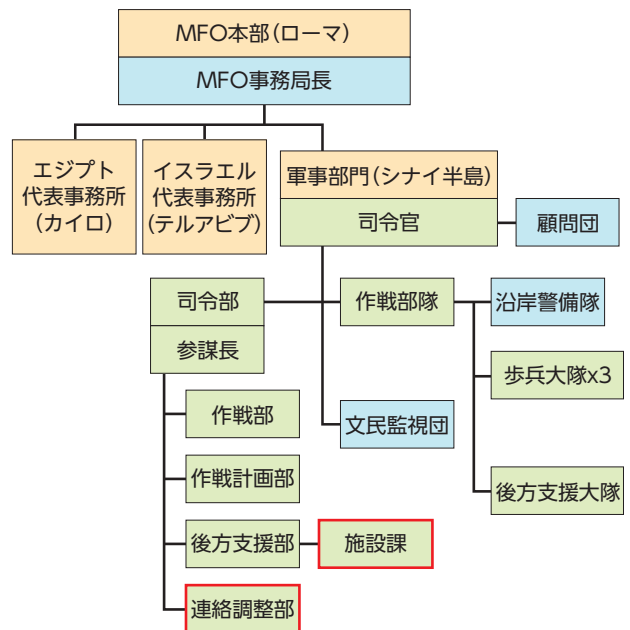 MFO本部(ローマ)
MFO事務局長
エジプト
代表事務所
(カイロ)
イスラエル
代表事務所
(テルアビブ)
軍事部門(シナイ半島)
司令官
顧問団
司令部
参謀長
作戦部隊
沿岸警備隊
歩兵大隊x3
作戦部
文民監視団
作戦計画部
後方支援大隊
後方支援部
施設課
連絡調整部